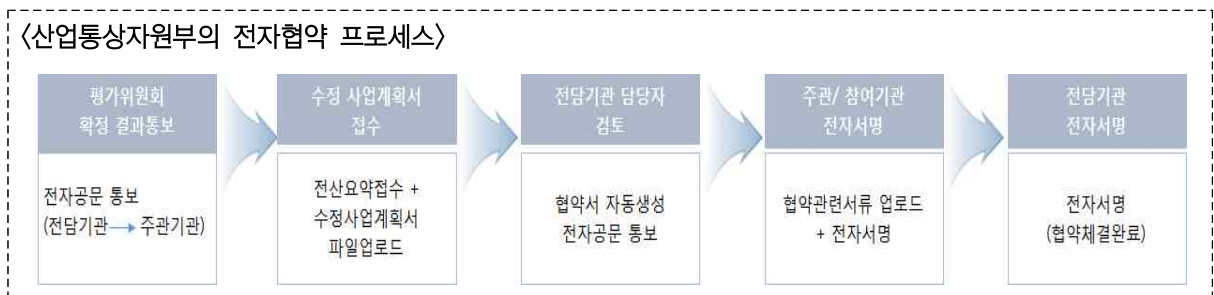 〈산업통상자원부의 전자협약 프로세스〉
평가위원회
확정 결과통보
전자공문 통보
(전담기관→주관기관)
수정 사업계획서
접수
전산요약접수 +
수정사업계획서
파일업로드
전담기관 담당자
검토
협약서 자동생성
전자공문 통보
주관/ 참여기관
전자서명
협약관련서류 업로드
+ 전자서명
전담기관
전자서명
전자서명
(협약체결완료)